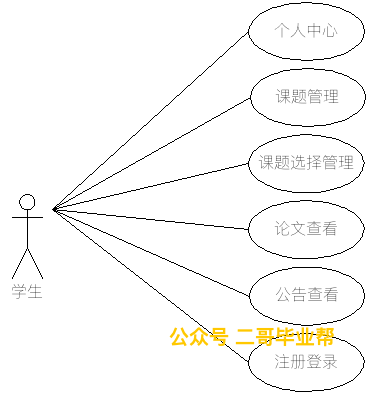 个人中心
课题管理
课题选择管理
论文查看
学生
公告查看
公众号 二哥毕业帮
注册登录